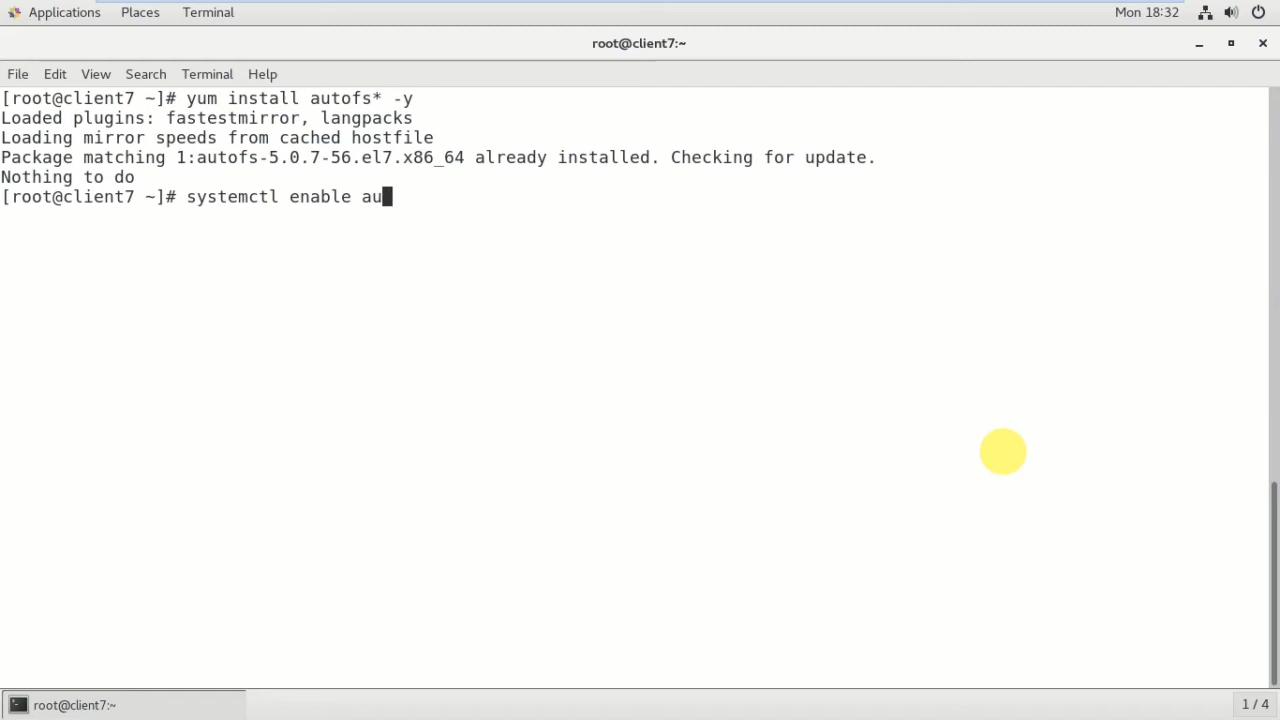 Applications Places Terminal Mon 18:32
root@client7:~
File Edit View Search Terminal Help
[root@client7 ~]# yum install autofs* -y
Loaded plugins: fastestmirror, langpacks
Loading mirror speeds from cached hostfile
Package matching 1:autofs-5.0.7-56.el7.x86_64 already installed. Checking for update.
Nothing to do
[root@client7 ~]# systemctl enable au
root@client7:~ 1 / 4